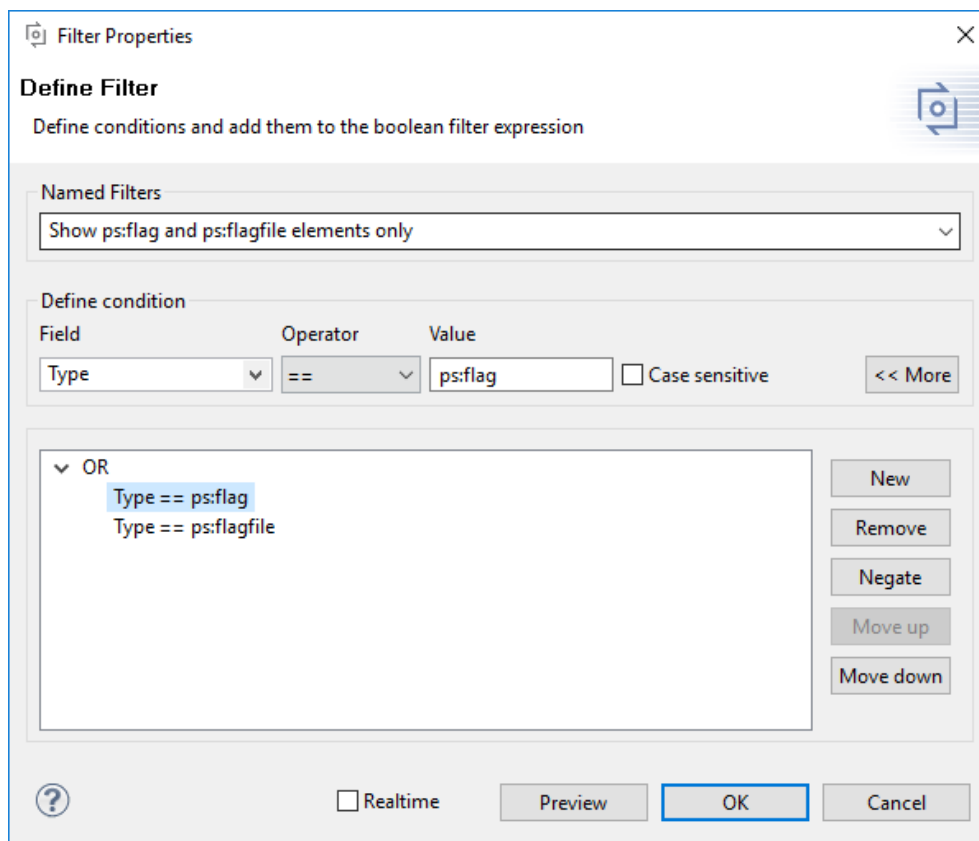 Filter Properties
Define Filter
Define conditions and add them to the boolean filter expression
Named Filters
Show ps:flag and ps:flagfile elements only
Define condition
Field Operator Value
Type == ps:flag Case sensitive << More
OR
Type == ps:flag
Type == ps:flagfile
New
Remove
Negate
Move up
Move down
? Realtime Preview OK Cancel